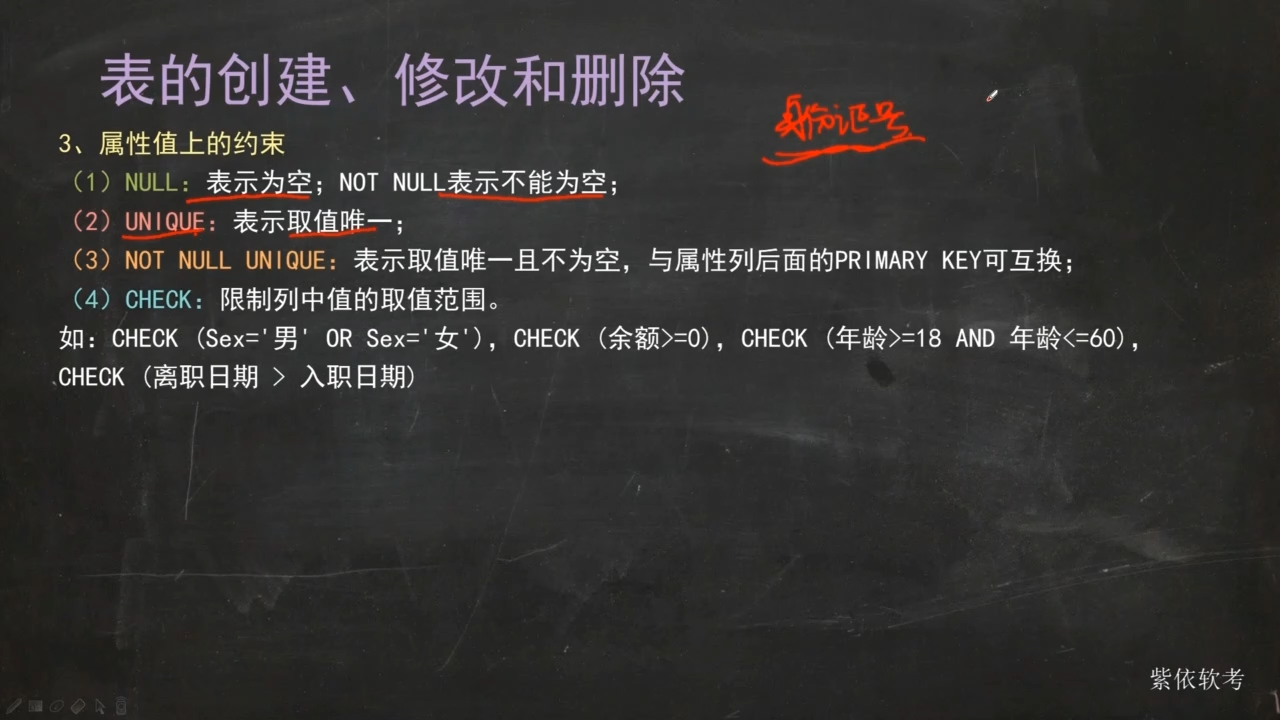 表的创建、修改和删除
身份证号
3、属性值上的约束
（1）NULL：表示为空；NOT NULL表示不能为空；
（2）UNIQUE：表示取值唯一；
（3）NOT NULL UNIQUE：表示取值唯一且不为空，与属性列后面的PRIMARY KEY可互换；
（4）CHECK：限制列中值的取值范围。
如：CHECK（Sex='男' OR Sex='女'），CHECK（余额>=0），CHECK（年龄>=18 AND 年龄<=60），
CHECK（离职日期 > 入职日期）
紫依软考